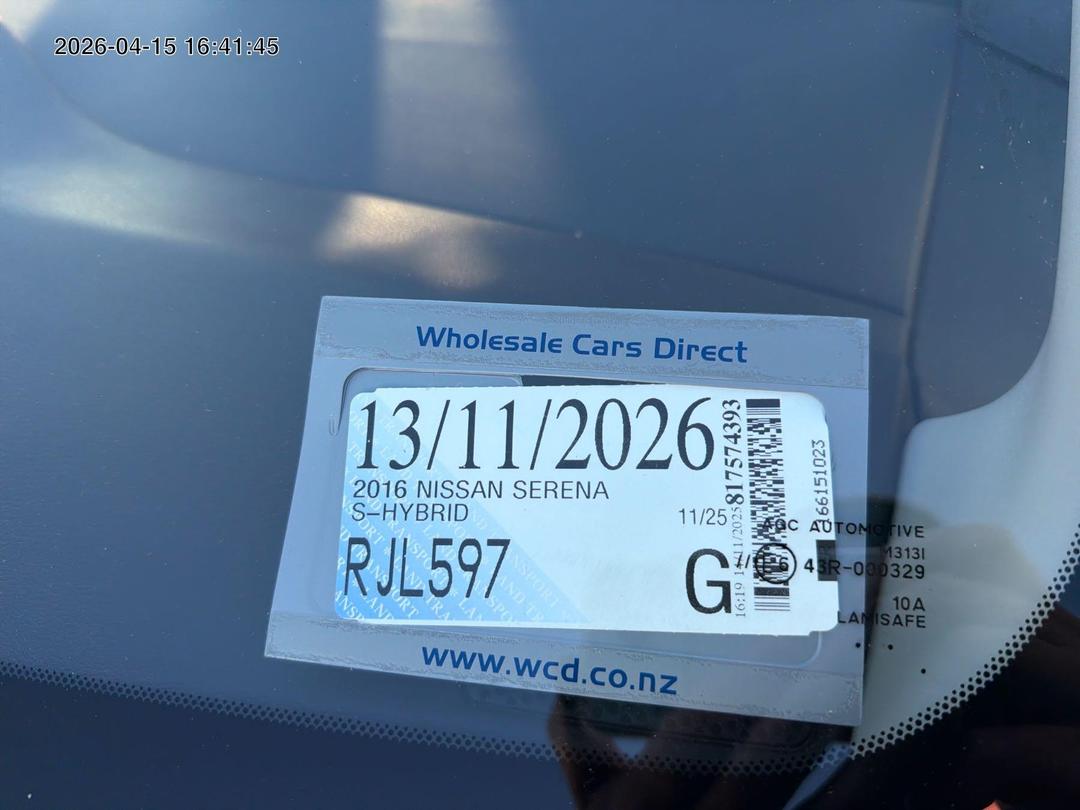 2026-04-15 16:41:45
Wholesale Cars Direct
13/11/2026
2016 NISSAN SERENA
S-HYBRID
11/25
RJL597
G
817574393
166151023
AUTOMOTIVE
M313I
43R-000329
10A
LAMISAFE
www.wcd.co.nz